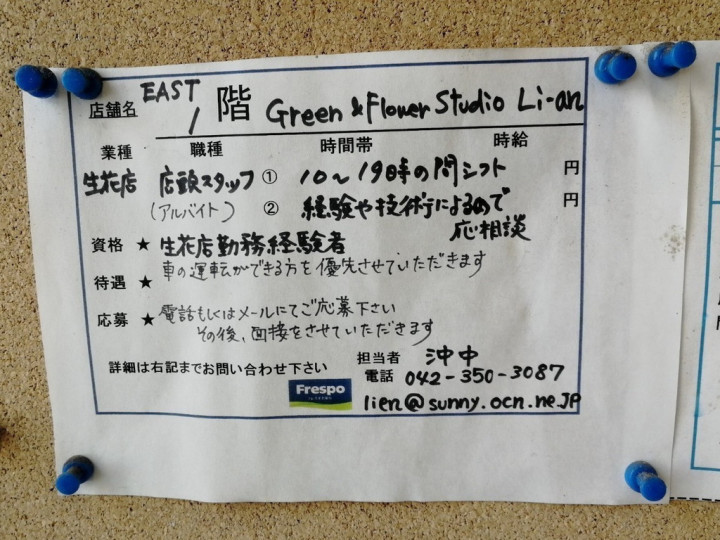 店舗名 EAST 1階 Green & Flower Studio Li-an
業種 職種 時間帯 時給
生花店 店頭スタッフ ① 10〜19時の間シフト 円
(アルバイト) ② 経験や技術によるので 円
応相談
資格 ★ 生花店勤務経験者
車の運転ができる方を優先させていただきます
待遇 ★
応募 ★ 電話もしくはメールにてご応募下さい
その後、面接をさせていただきます
詳細は右記までお問い合わせ下さい 担当者 沖中
電話 042-350-3087
Frespo lien@sunny.ocn.ne.jp